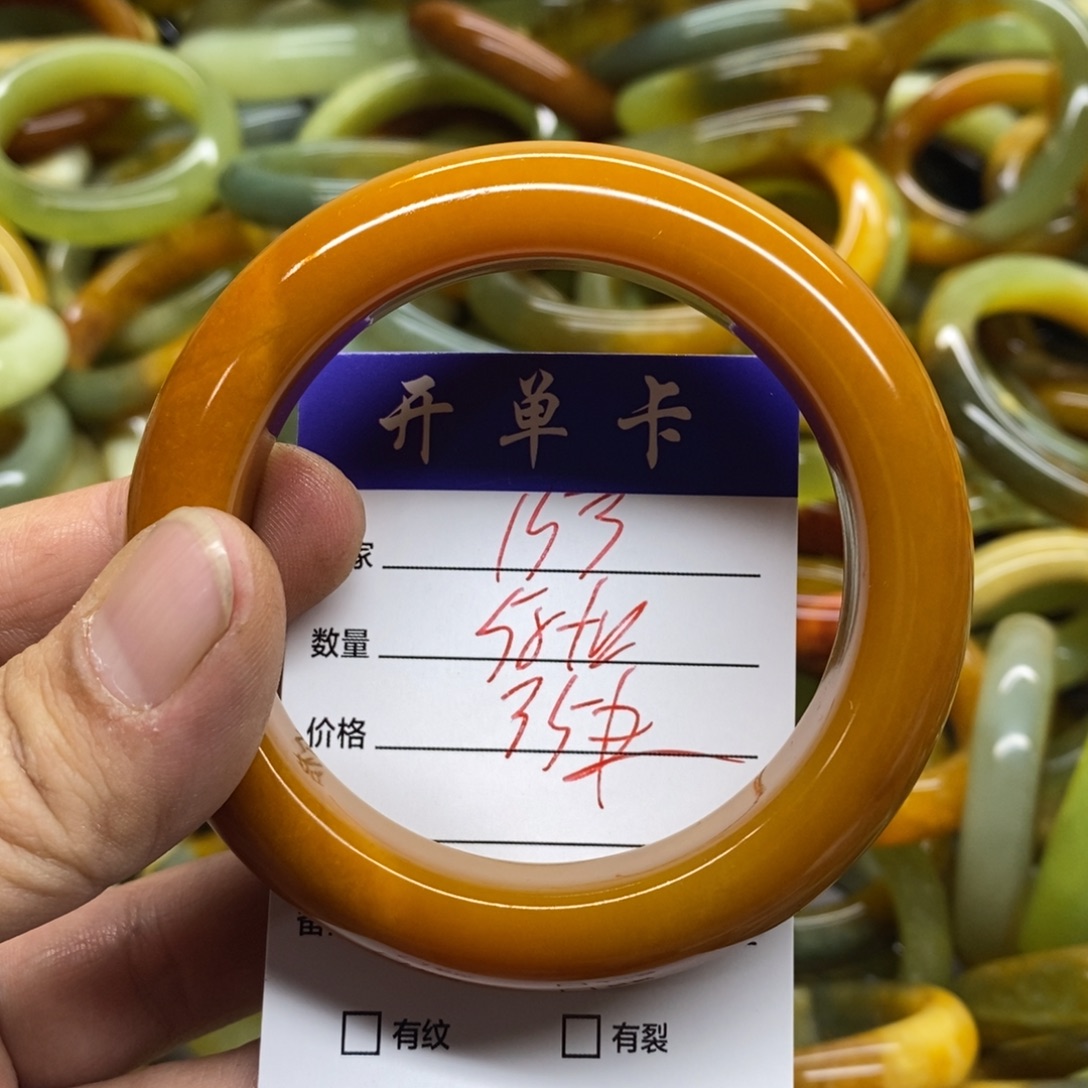 开单卡
153
家
数量 58
价格 35
有纹 有裂